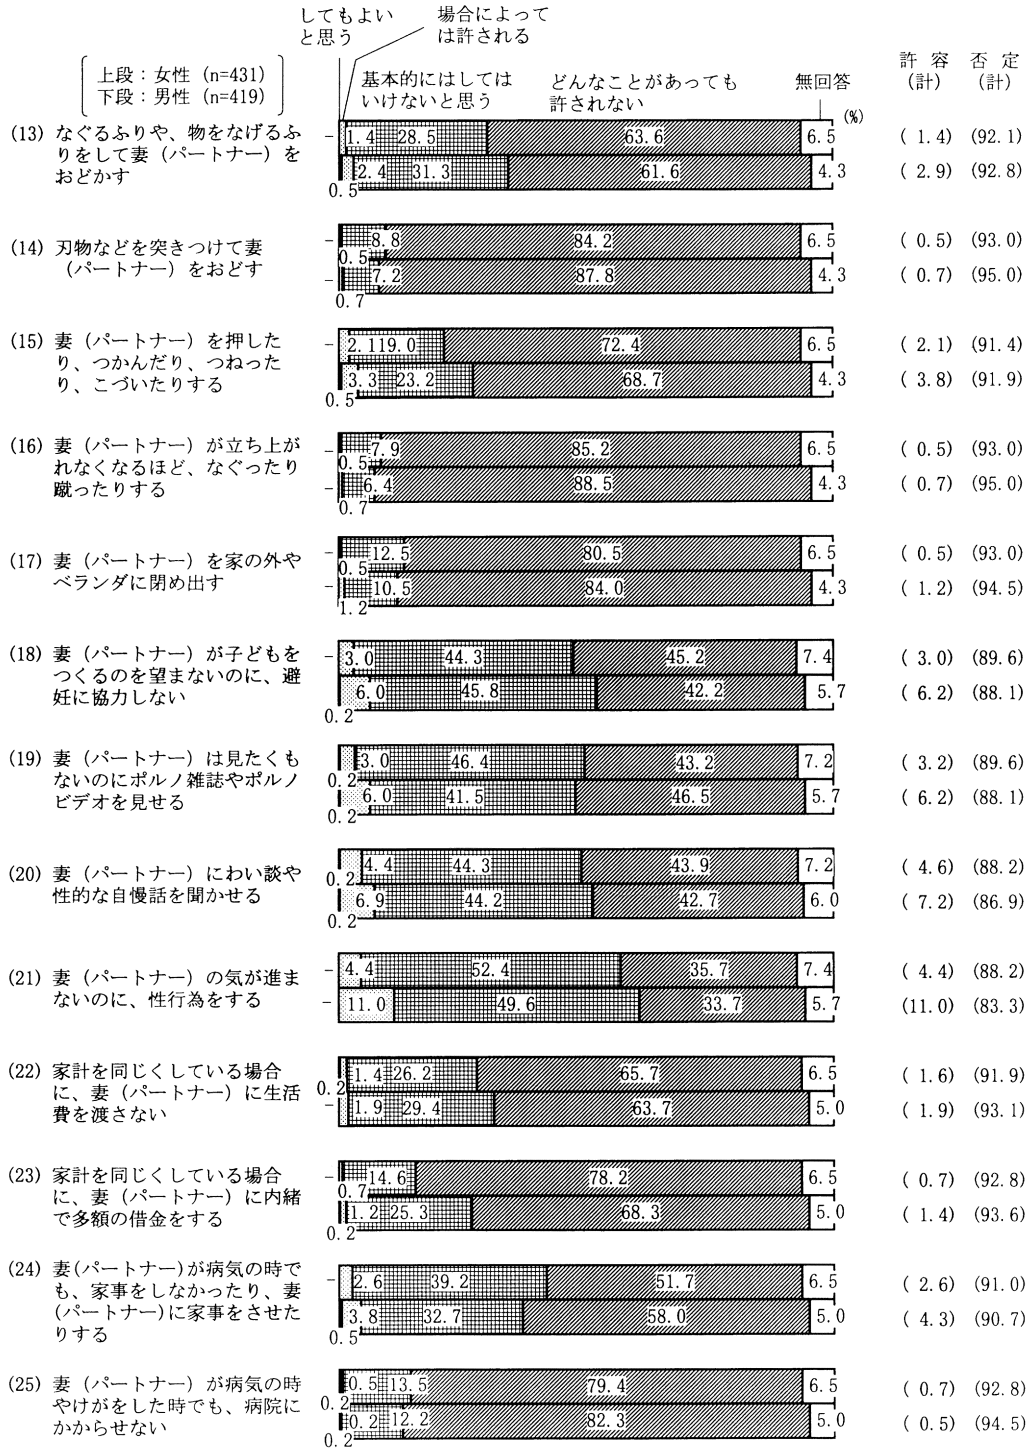 してもよい
と思う
場合によって
は許される
上段：女性 (n=431)
下段：男性 (n=419)
基本的にはしては
いけないと思う
どんなことがあっても
許されない
無回答
(%)
許 容
(計)
否 定
(計)
(13) なぐるふりや、物をなげるふ
りをして妻（パートナー）を
おどかす
- 1.4 28.5 63.6 6.5 ( 1.4) (92.1)
0.5 2.4 31.3 61.6 4.3 ( 2.9) (92.8)
(14) 刃物などを突きつけて妻
（パートナー）をおどす
- 0.5 8.8 84.2 6.5 ( 0.5) (93.0)
- 0.7 7.2 87.8 4.3 ( 0.7) (95.0)
(15) 妻（パートナー）を押した
り、つかんだり、つねった
り、こづいたりする
- 2.1 19.0 72.4 6.5 ( 2.1) (91.4)
0.5 3.3 23.2 68.7 4.3 ( 3.8) (91.9)
(16) 妻（パートナー）が立ち上が
れなくなるほど、なぐったり
蹴ったりする
- 0.5 7.9 85.2 6.5 ( 0.5) (93.0)
- 0.7 6.4 88.5 4.3 ( 0.7) (95.0)
(17) 妻（パートナー）を家の外や
ベランダに閉め出す
- 0.5 12.5 80.5 6.5 ( 0.5) (93.0)
- 1.2 10.5 84.0 4.3 ( 1.2) (94.5)
(18) 妻（パートナー）が子どもを
つくるのを望まないのに、避
妊に協力しない
- 3.0 44.3 45.2 7.4 ( 3.0) (89.6)
0.2 6.0 45.8 42.2 5.7 ( 6.2) (88.1)
(19) 妻（パートナー）は見たくも
ないのにポルノ雑誌やポルノ
ビデオを見せる
0.2 3.0 46.4 43.2 7.2 ( 3.2) (89.6)
0.2 6.0 41.5 46.5 5.7 ( 6.2) (88.1)
(20) 妻（パートナー）にわい談や
性的な自慢話を聞かせる
0.2 4.4 44.3 43.9 7.2 ( 4.6) (88.2)
0.2 6.9 44.2 42.7 6.0 ( 7.2) (86.9)
(21) 妻（パートナー）の気が進ま
ないのに、性行為をする
- 4.4 52.4 35.7 7.4 ( 4.4) (88.2)
- 11.0 49.6 33.7 5.7 (11.0) (83.3)
(22) 家計を同じくしている場合
に、妻（パートナー）に生活
費を渡さない
0.2 1.4 26.2 65.7 6.5 ( 1.6) (91.9)
- 1.9 29.4 63.7 5.0 ( 1.9) (93.1)
(23) 家計を同じくしている場合
に、妻（パートナー）に内緒
で多額の借金をする
- 0.7 14.6 78.2 6.5 ( 0.7) (92.8)
0.2 1.2 25.3 68.3 5.0 ( 1.4) (93.6)
(24) 妻(パートナー)が病気の時で
も、家事をしなかったり、妻
(パートナー)に家事をさせた
りする
- 2.6 39.2 51.7 6.5 ( 2.6) (91.0)
0.5 3.8 32.7 58.0 5.0 ( 4.3) (90.7)
(25) 妻（パートナー）が病気の時
やけがをした時でも、病院に
かからせない
0.2 0.5 13.5 79.4 6.5 ( 0.7) (92.8)
0.2 0.2 12.2 82.3 5.0 ( 0.5) (94.5)